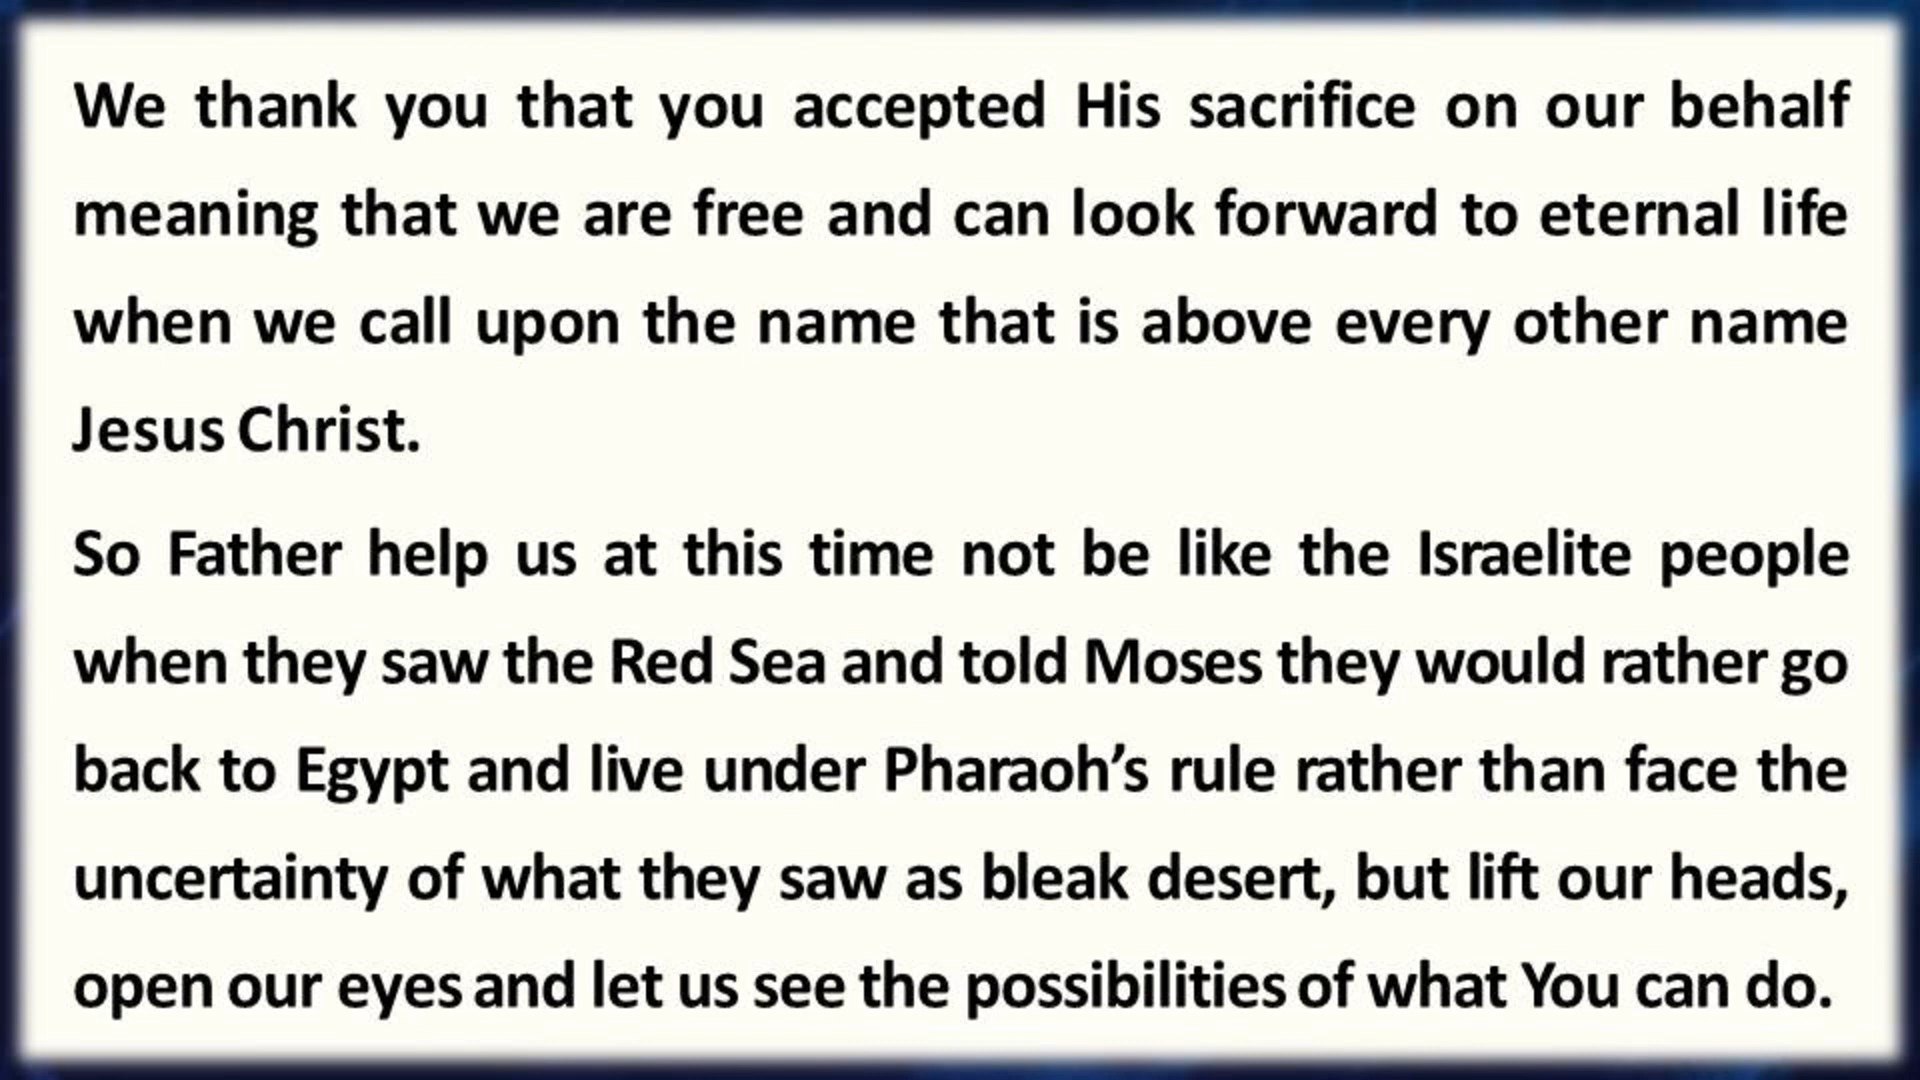 We thank you that you accepted His sacrifice on our behalf
meaning that we are free and can look forward to eternal life
when we call upon the name that is above every other name
Jesus Christ.
So Father help us at this time not be like the Israelite people
when they saw the Red Sea and told Moses they would rather go
back to Egypt and live under Pharaoh’s rule rather than face the
uncertainty of what they saw as bleak desert, but lift our heads,
open our eyes and let us see the possibilities of what You can do.